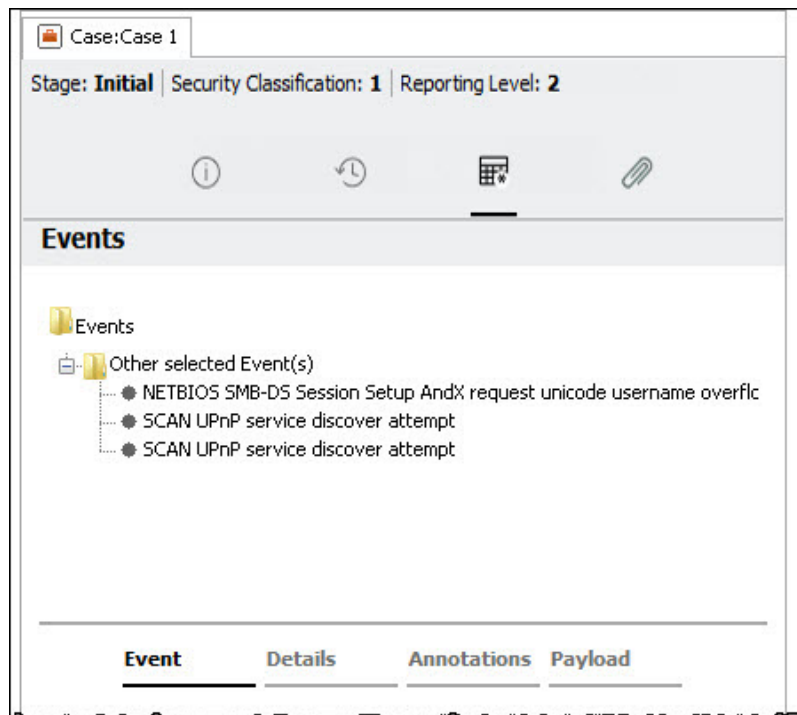 Case:Case 1
Stage: Initial | Security Classification: 1 | Reporting Level: 2
Events
Events
Other selected Event(s)
NETBIOS SMB-DS Session Setup AndX request unicode username overflc
SCAN UPnP service discover attempt
SCAN UPnP service discover attempt
Event Details Annotations Payload